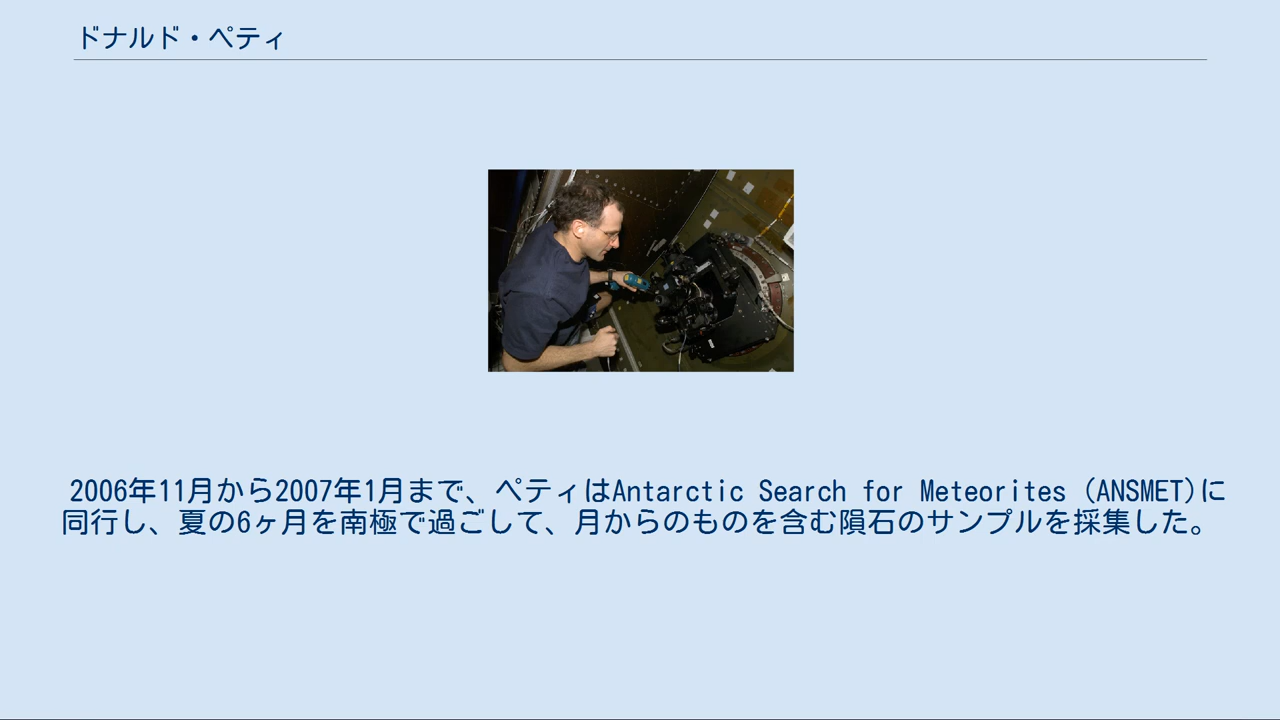 ドナルド・ペティ
2006年11月から2007年1月まで、ペティはAntarctic Search for Meteorites (ANSMET)に
同行し、夏の6ヶ月を南極で過ごして、月からのものを含む隕石のサンプルを採集した。